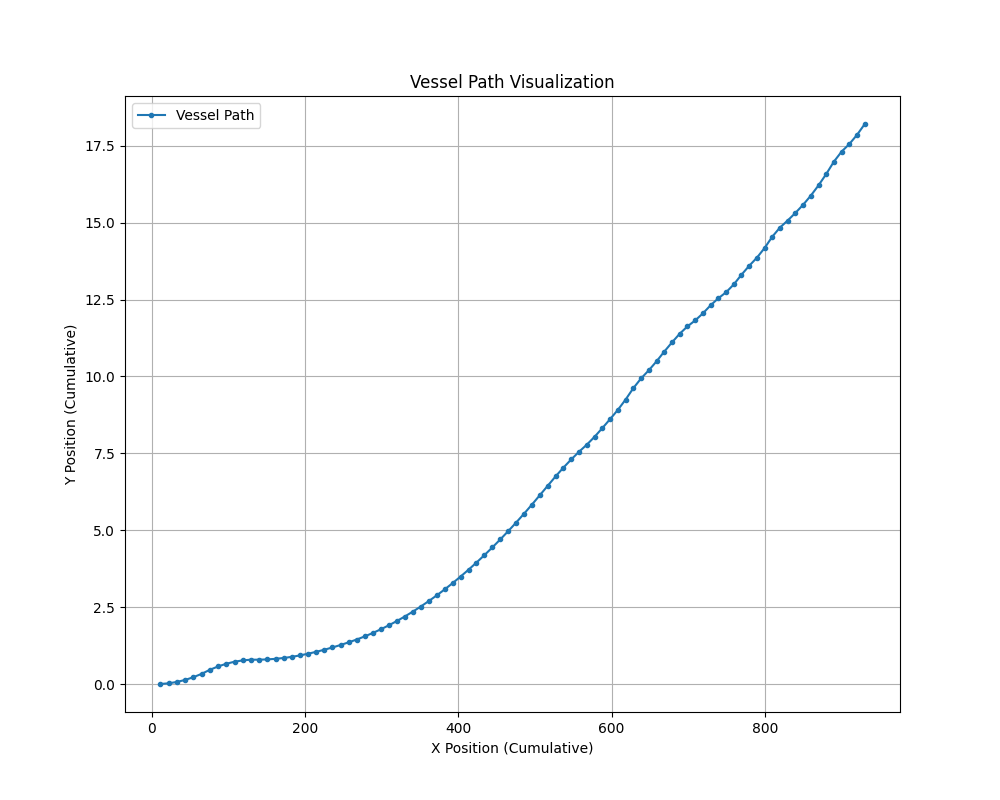 Vessel Path Visualization
Vessel Path
17.5
15.0
12.5
10.0
7.5
5.0
2.5
0.0
Y Position (Cumulative)
0 200 400 600 800
X Position (Cumulative)